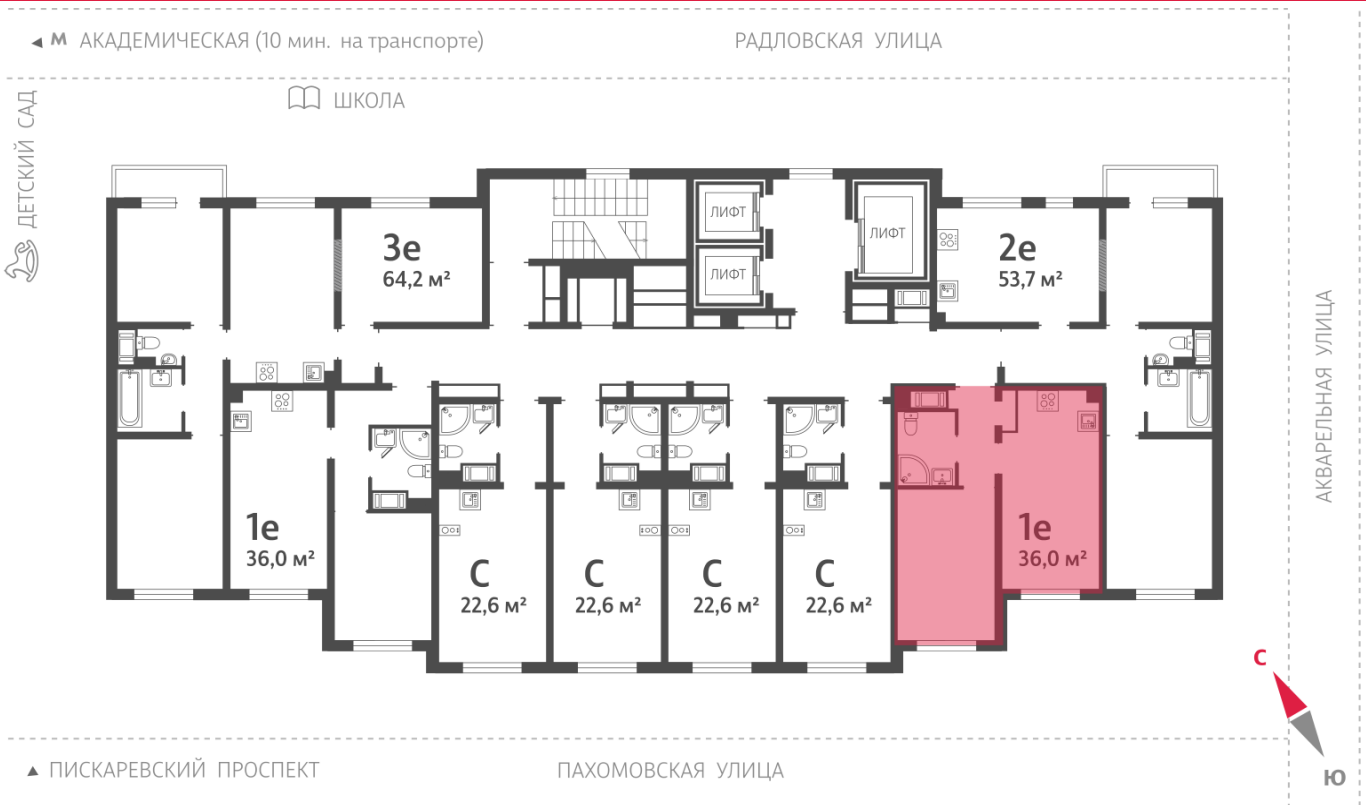 М АКАДЕМИЧЕСКАЯ (10 мин. на транспорте)
РАДЛОВСКАЯ УЛИЦА
ШКОЛА
ДЕТСКИЙ САД
ЛИФТ
ЛИФТ
ЛИФТ
3е
64,2 м²
2е
53,7 м²
АКВАРЕЛЬНАЯ УЛИЦА
1е
36,0 м²
С
22,6 м²
С
22,6 м²
С
22,6 м²
С
22,6 м²
1е
36,0 м²
С
Ю
ПИСКАРЕВСКИЙ ПРОСПЕКТ
ПАХОМОВСКАЯ УЛИЦА